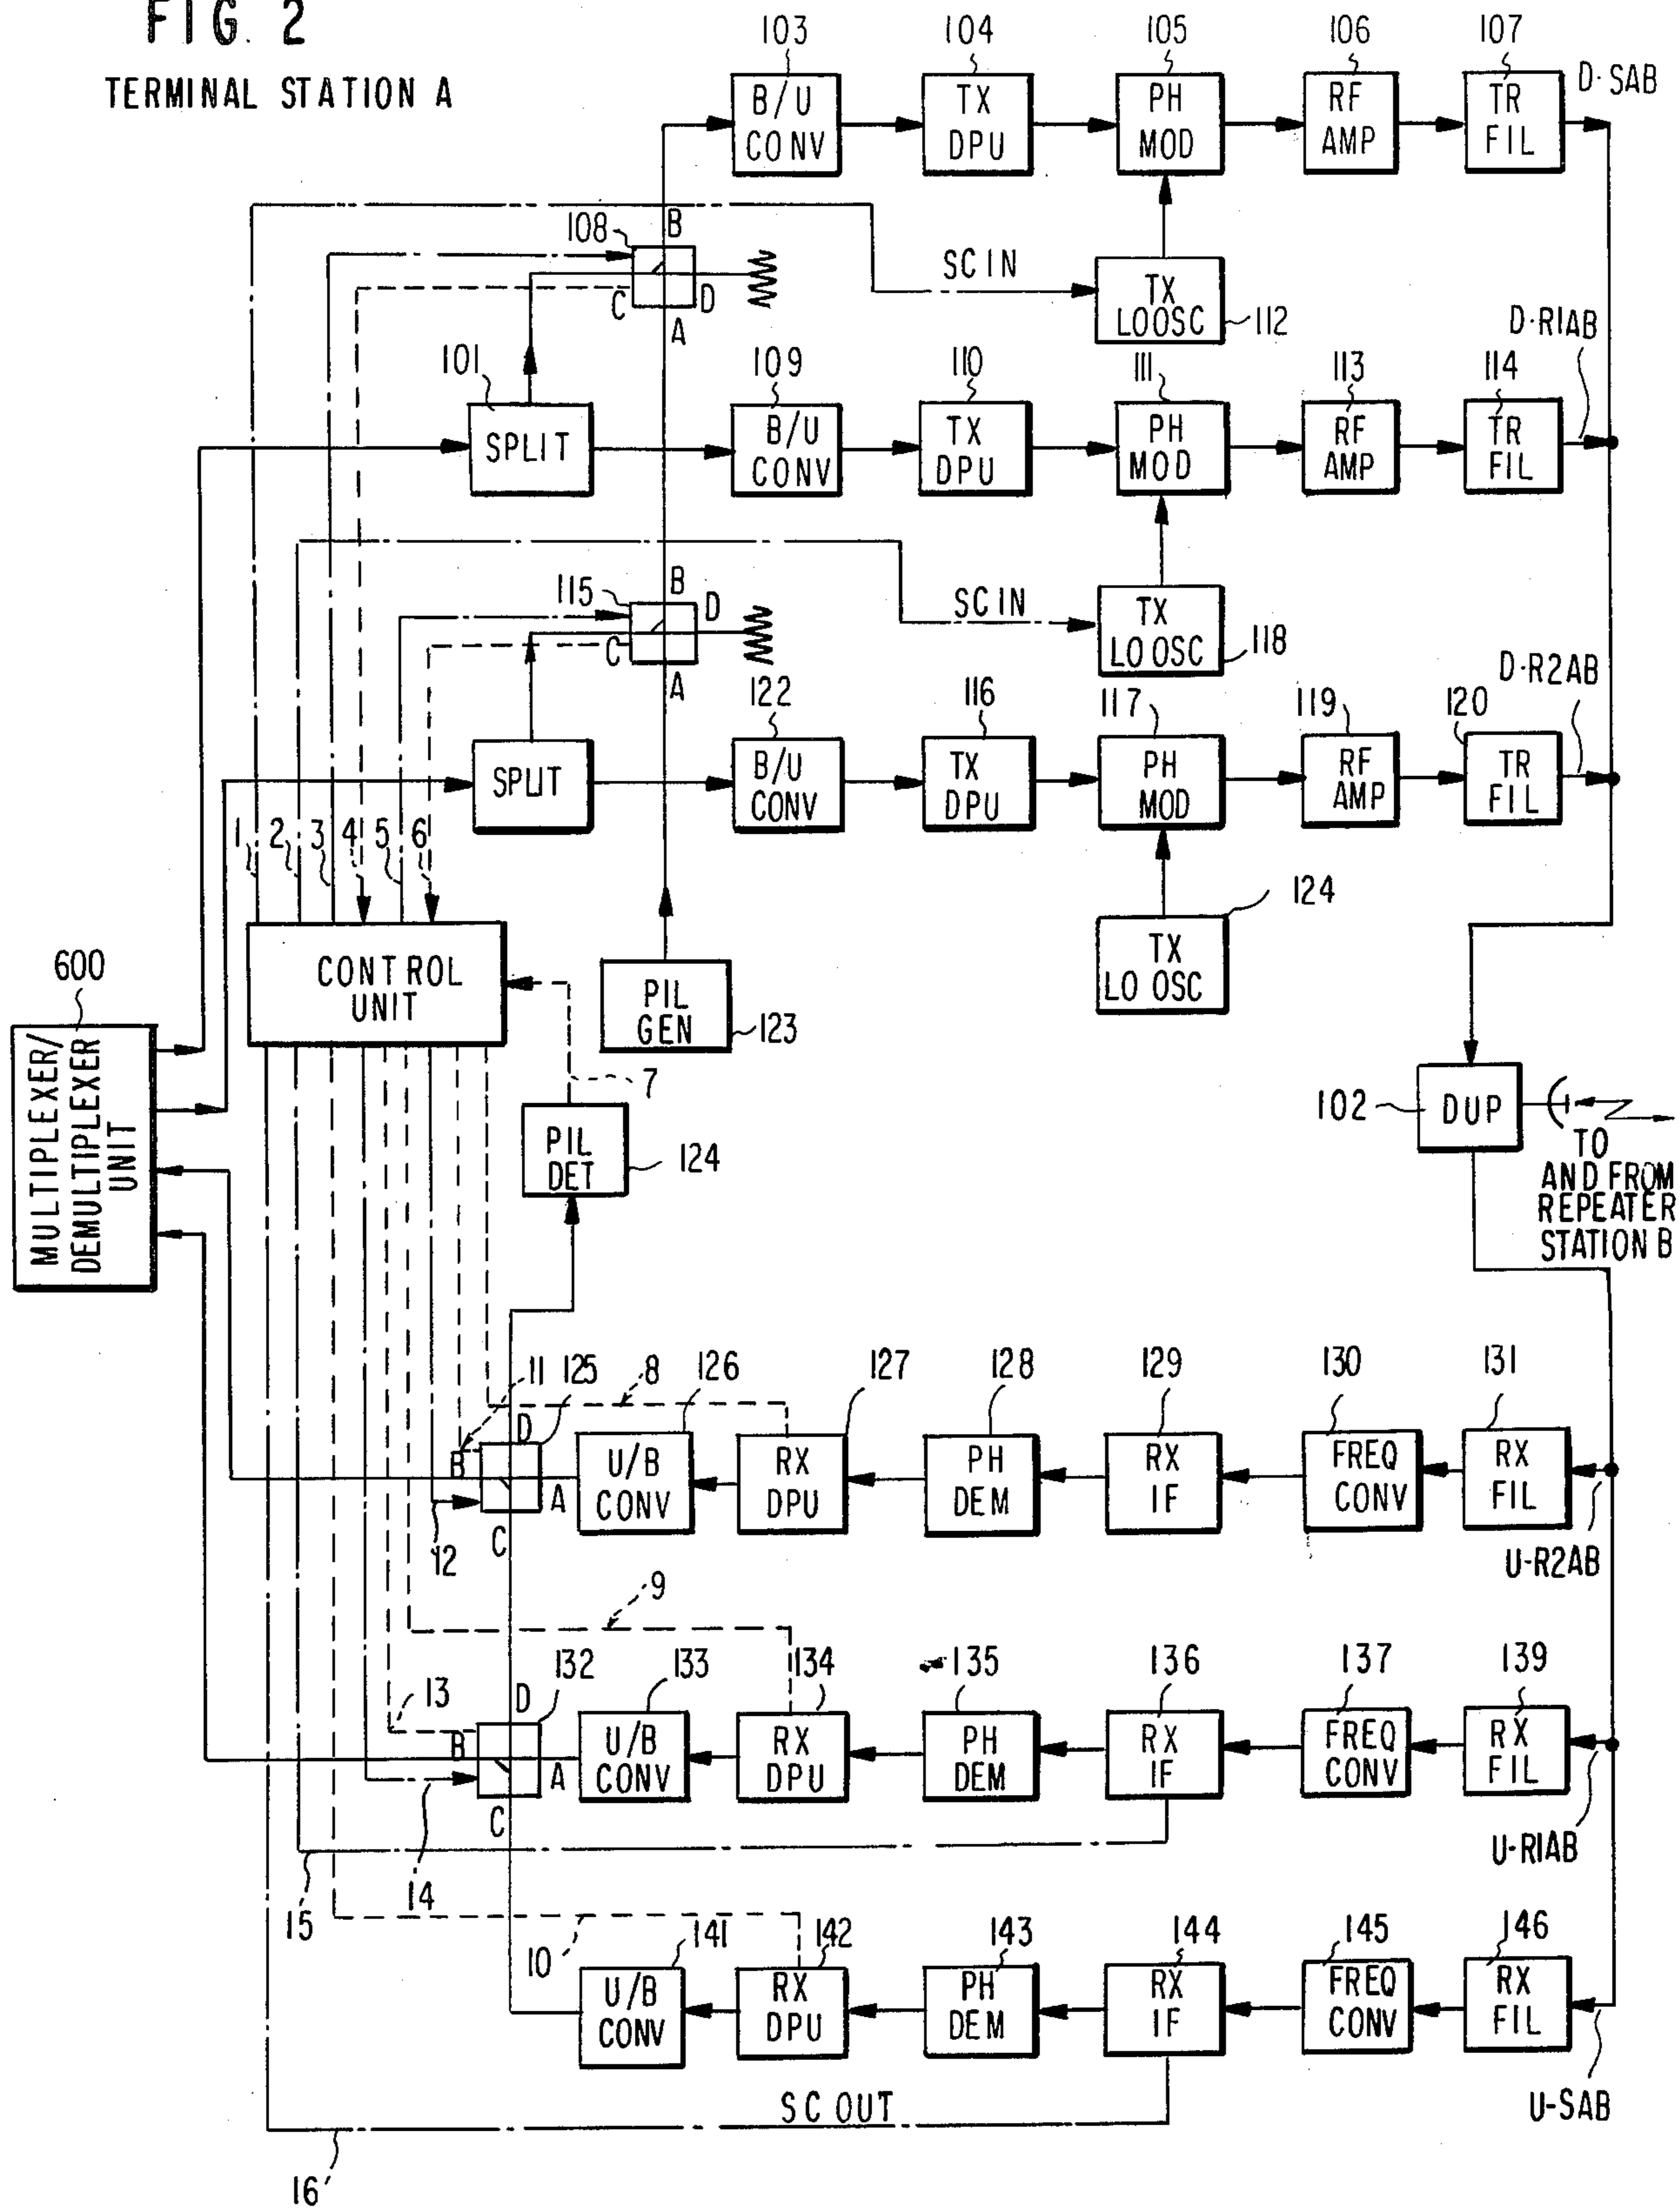 FIG. 2
TERMINAL STATION A
103
104
105
106
107
D-SAB
B/U
CONV
TX
DPU
PH
MOD
RF
AMP
TR
FIL
108
B
C
D
A
SC IN
TX
LO OSC
112
D-R1AB
101
109
110
111
113
114
SPLIT
B/U
CONV
TX
DPU
PH
MOD
RF
AMP
TR
FIL
115
B
D
C
A
SC IN
TX
LO OSC
118
D-R2AB
122
116
117
119
120
SPLIT
B/U
CONV
TX
DPU
PH
MOD
RF
AMP
TR
FIL
1
2
3
4
5
6
124
TX
LO OSC
600
CONTROL
UNIT
PIL
GEN
123
MULTIPLEXER/
DEMULTIPLEXER
UNIT
7
PIL
DET
124
102
DUP
TO
AND FROM
REPEATER
STATION B
11
125
8
126
127
128
129
130
131
D
B
A
C
12
U/B
CONV
RX
DPU
PH
DEM
RX
IF
FREQ
CONV
RX
FIL
U-R2AB
9
13
132
133
134
135
136
137
139
D
B
A
C
U/B
CONV
RX
DPU
PH
DEM
RX
IF
FREQ
CONV
RX
FIL
U-R1AB
15
14
10
141
142
143
144
145
146
U/B
CONV
RX
DPU
PH
DEM
RX
IF
FREQ
CONV
RX
FIL
SC OUT
U-SAB
16